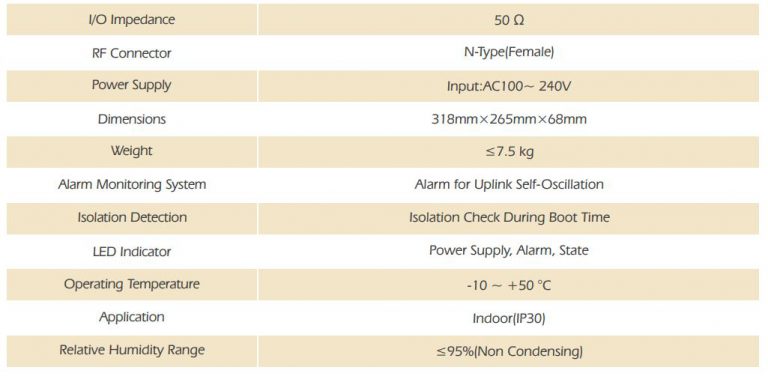 I/O Impedance 50 Ω
RF Connector N-Type(Female)
Power Supply Input:AC100~ 240V
Dimensions 318mm×265mm×68mm
Weight ≤7.5 kg
Alarm Monitoring System Alarm for Uplink Self-Oscillation
Isolation Detection Isolation Check During Boot Time
LED Indicator Power Supply, Alarm, State
Operating Temperature -10 ~ +50 °C
Application Indoor(IP30)
Relative Humidity Range ≤95%(Non Condensing)